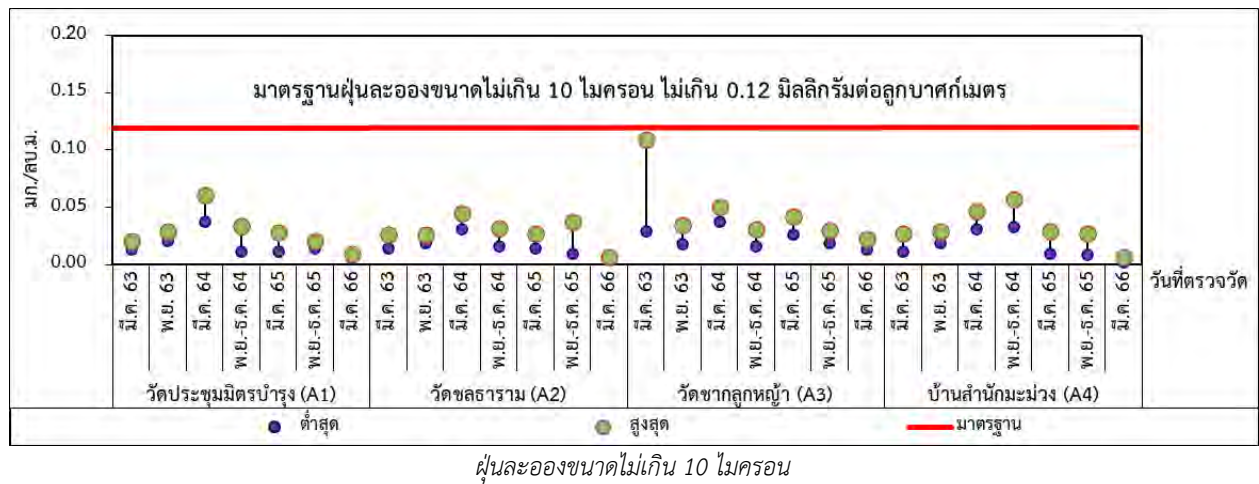 0.20
มาตรฐานฝุ่นละอองขนาดไม่เกิน 10 ไมครอน ไม่เกิน 0.12 มิลลิกรัมต่อลูกบาศก์เมตร
0.15
มก./ลบ.ม.
0.10
0.05
0.00
มี.ค. 63
พ.ย. 63
มี.ค. 64
พ.ย.-ธ.ค. 64
มี.ค. 65
พ.ย.-ธ.ค. 65
มี.ค. 66
มี.ค. 63
พ.ย. 63
มี.ค. 64
พ.ย.-ธ.ค. 64
มี.ค. 65
พ.ย.-ธ.ค. 65
มี.ค. 66
มี.ค. 63
พ.ย. 63
มี.ค. 64
พ.ย.-ธ.ค. 64
มี.ค. 65
พ.ย.-ธ.ค. 65
มี.ค. 66
มี.ค. 63
พ.ย. 63
มี.ค. 64
พ.ย.-ธ.ค. 64
มี.ค. 65
พ.ย.-ธ.ค. 65
มี.ค. 66
วันที่ตรวจวัด
วัดประชุมมิตรบำรุง (A1) วัดชลธาราม (A2) วัดชากลูกหญ้า (A3) บ้านสำนักมะม่วง (A4)
ต่ำสุด สูงสุด มาตรฐาน
ฝุ่นละอองขนาดไม่เกิน 10 ไมครอน